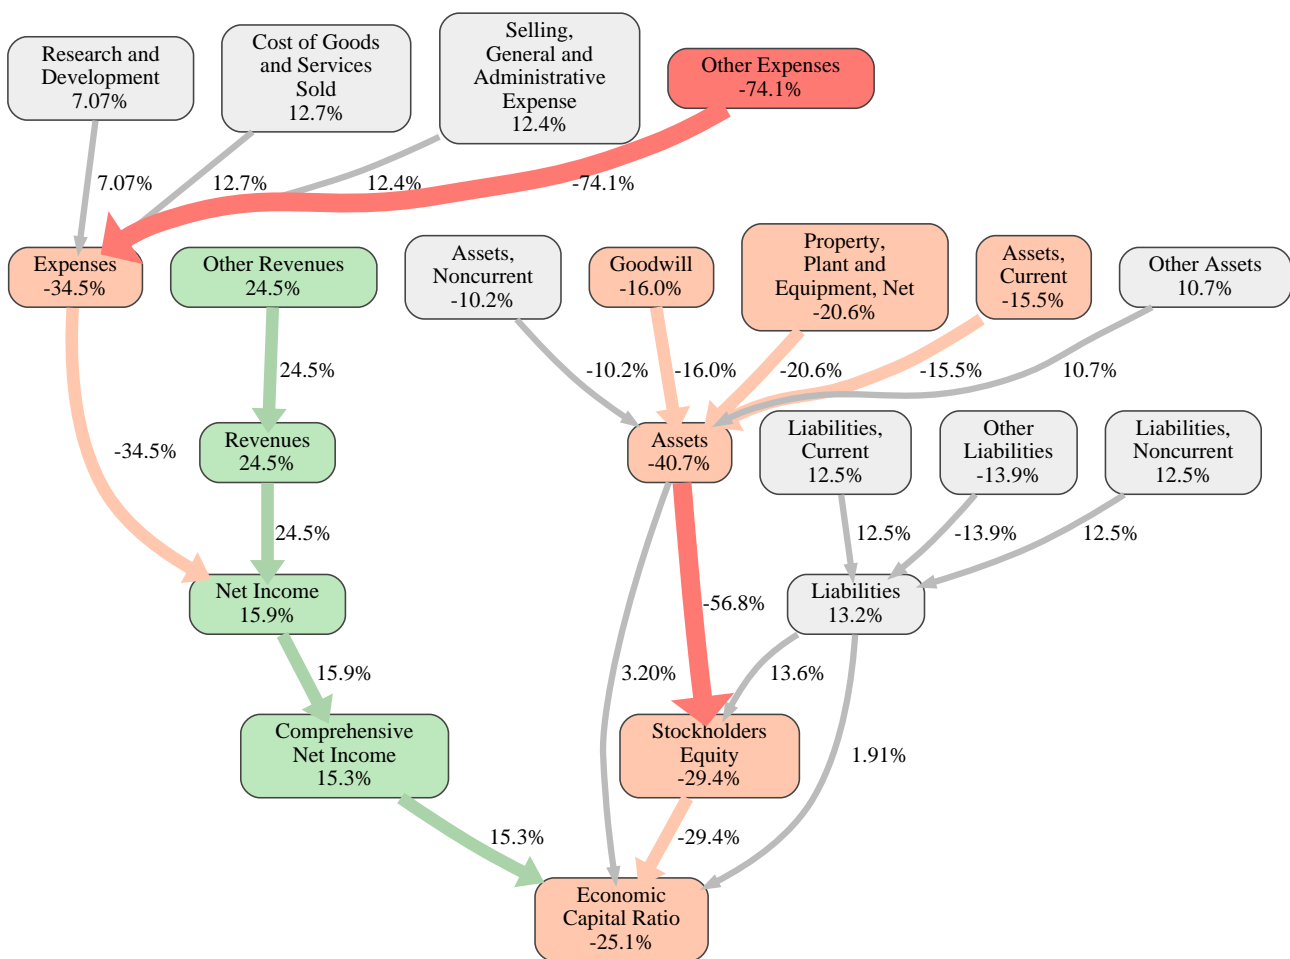 Research and
Development
7.07%
Cost of Goods
and Services
Sold
12.7%
Selling,
General and
Administrative
Expense
12.4%
Other Expenses
-74.1%
7.07%
12.7%
12.4%
-74.1%
Expenses
-34.5%
Other Revenues
24.5%
Assets,
Noncurrent
-10.2%
Goodwill
-16.0%
Property,
Plant and
Equipment, Net
-20.6%
Assets,
Current
-15.5%
Other Assets
10.7%
24.5%
-10.2%
-16.0%
-20.6%
-15.5%
10.7%
-34.5%
Revenues
24.5%
Assets
-40.7%
Liabilities,
Current
12.5%
Other
Liabilities
-13.9%
Liabilities,
Noncurrent
12.5%
24.5%
12.5%
-13.9%
12.5%
Net Income
15.9%
-56.8%
Liabilities
13.2%
15.9%
3.20%
13.6%
1.91%
Comprehensive
Net Income
15.3%
Stockholders
Equity
-29.4%
15.3%
-29.4%
Economic
Capital Ratio
-25.1%